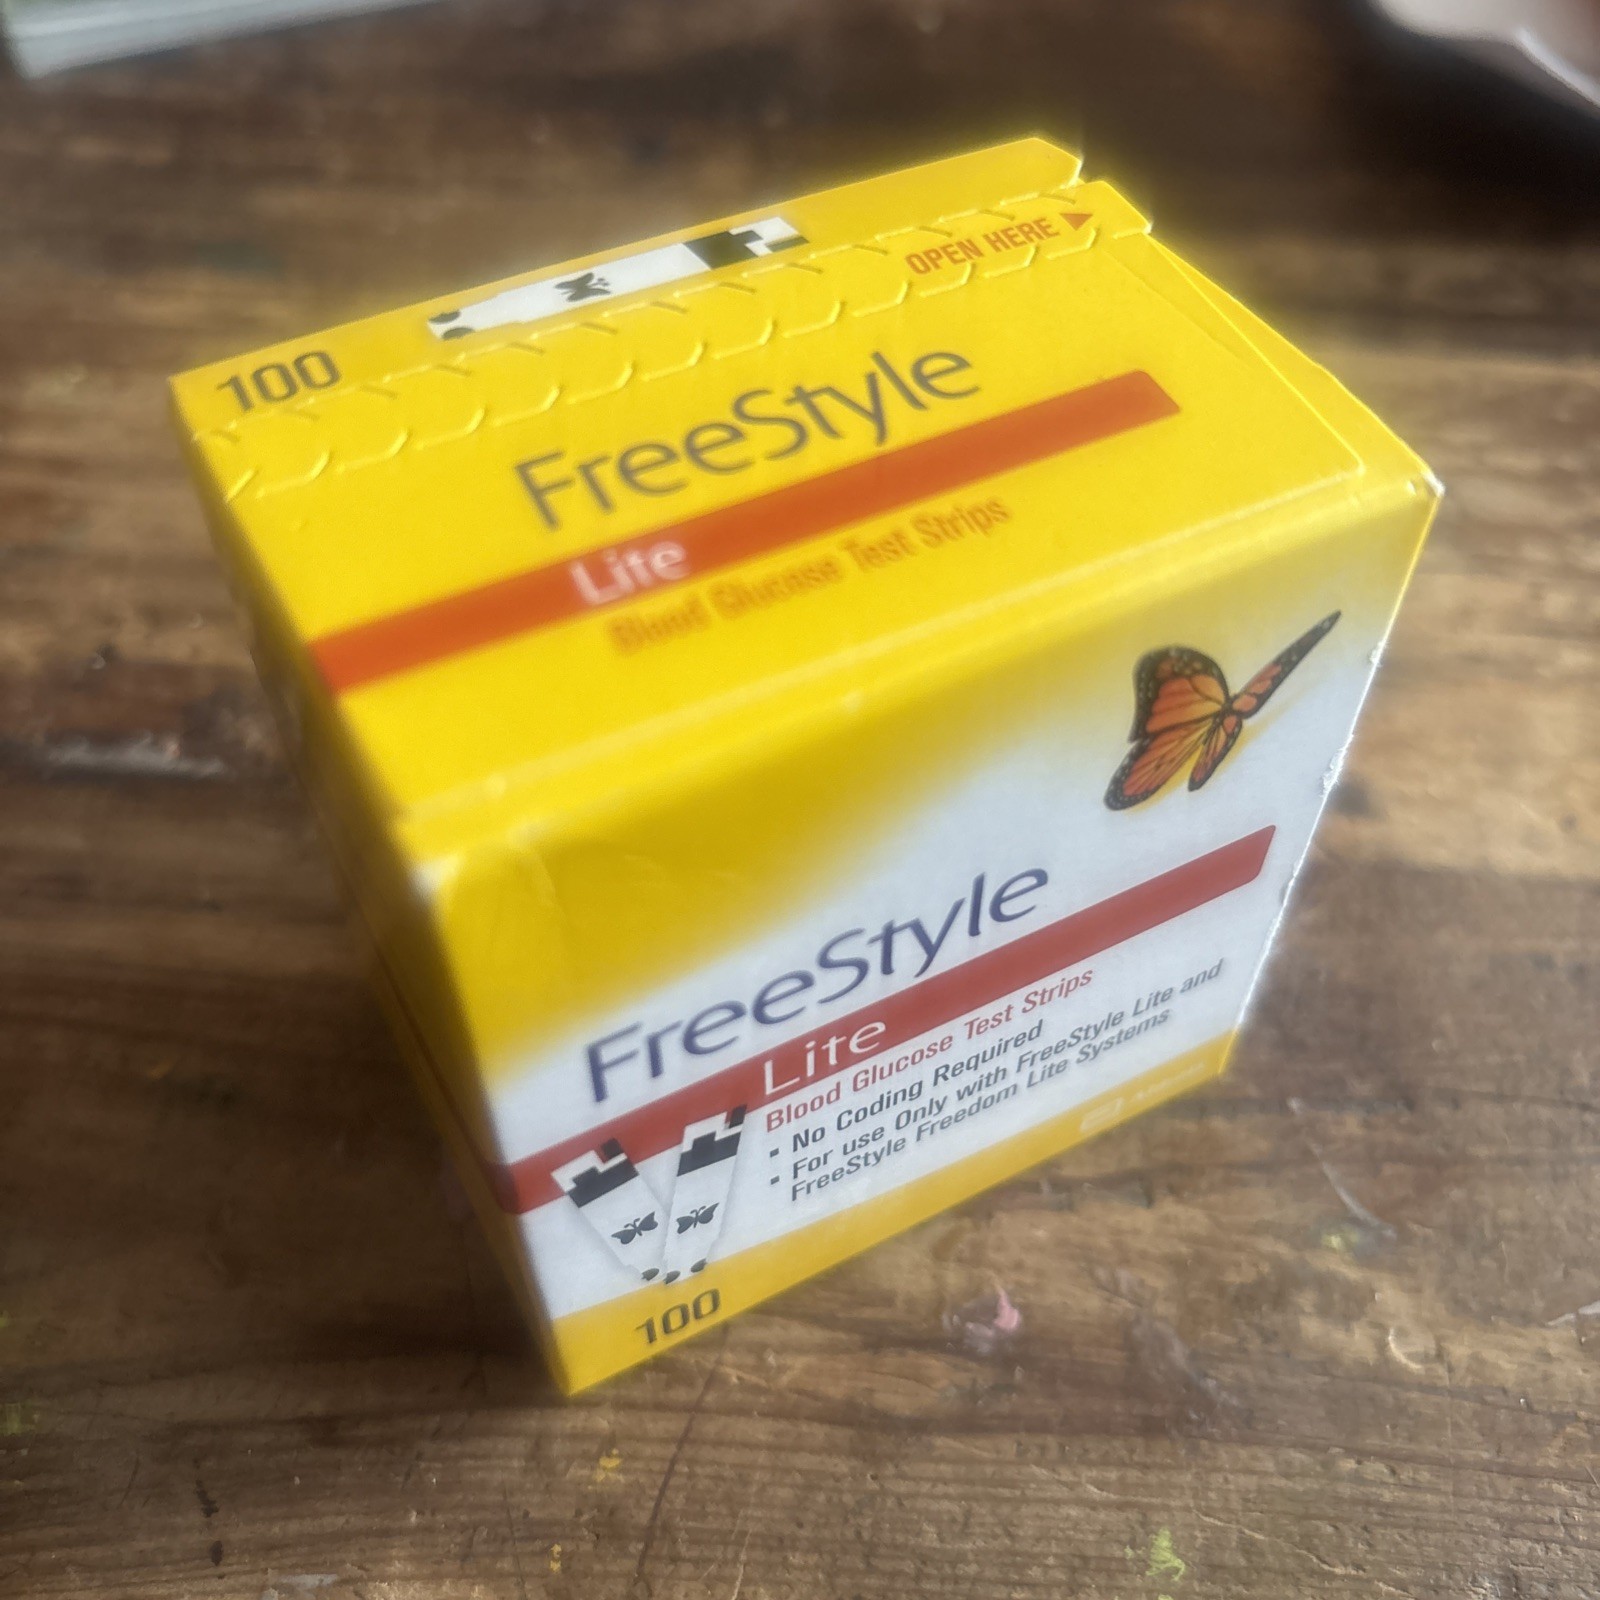 100
OPEN HERE
FreeStyle
Lite
Blood Glucose Test Strips
FreeStyle
Lite
Blood Glucose Test Strips
▪ No Coding Required
▪ For use Only with FreeStyle Lite and
FreeStyle Freedom Lite Systems
100